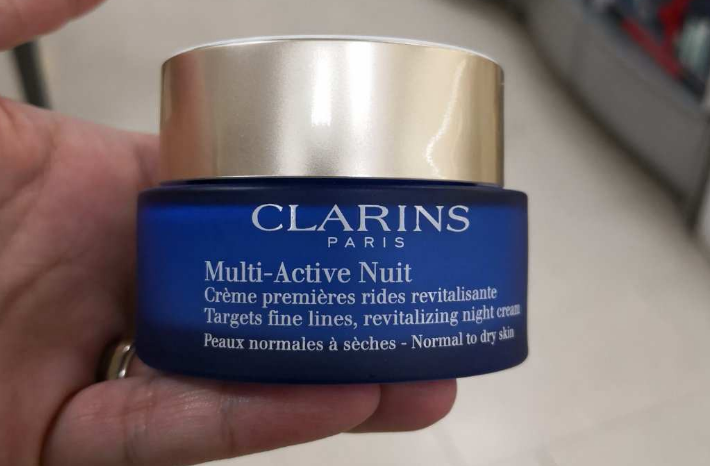 CLARINS
PARIS
Multi-Active Nuit
Crème premières rides revitalisante
Targets fine lines, revitalizing night cream
Peaux normales à sèches - Normal to dry skin